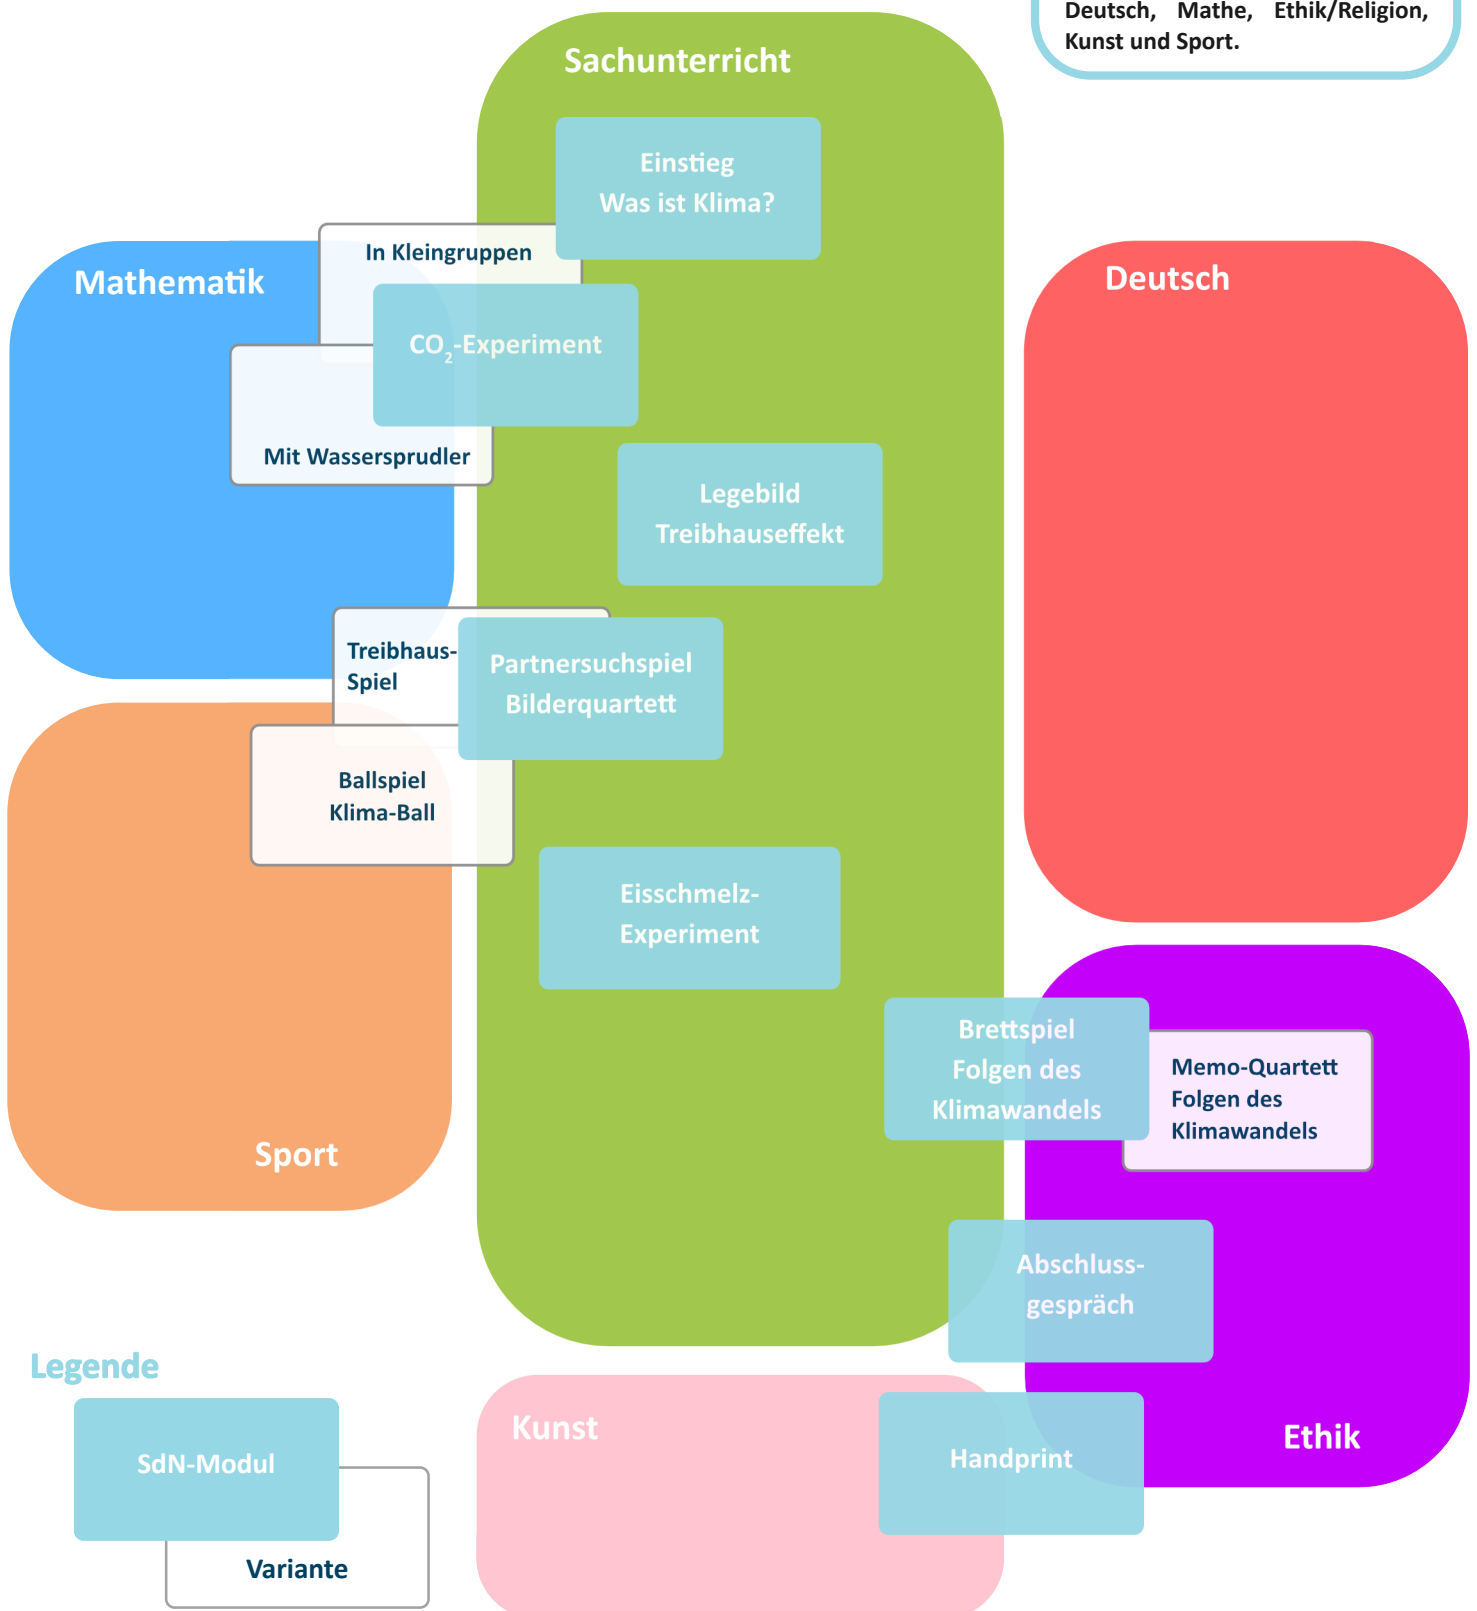 Deutsch, Mathe, Ethik/Religion,
Kunst und Sport.
Sachunterricht
Einstieg
Was ist Klima?
In Kleingruppen
Mathematik
Deutsch
CO₂-Experiment
Mit Wassersprudler
Legebild
Treibhauseffekt
Treibhaus-
Spiel
Partnersuchspiel
Bilderquartett
Ballspiel
Klima-Ball
Eisschmelz-
Experiment
Brettspiel
Folgen des
Klimawandels
Memo-Quartett
Folgen des
Klimawandels
Sport
Abschluss-
gespräch
Legende
SdN-Modul
Variante
Kunst
Handprint
Ethik